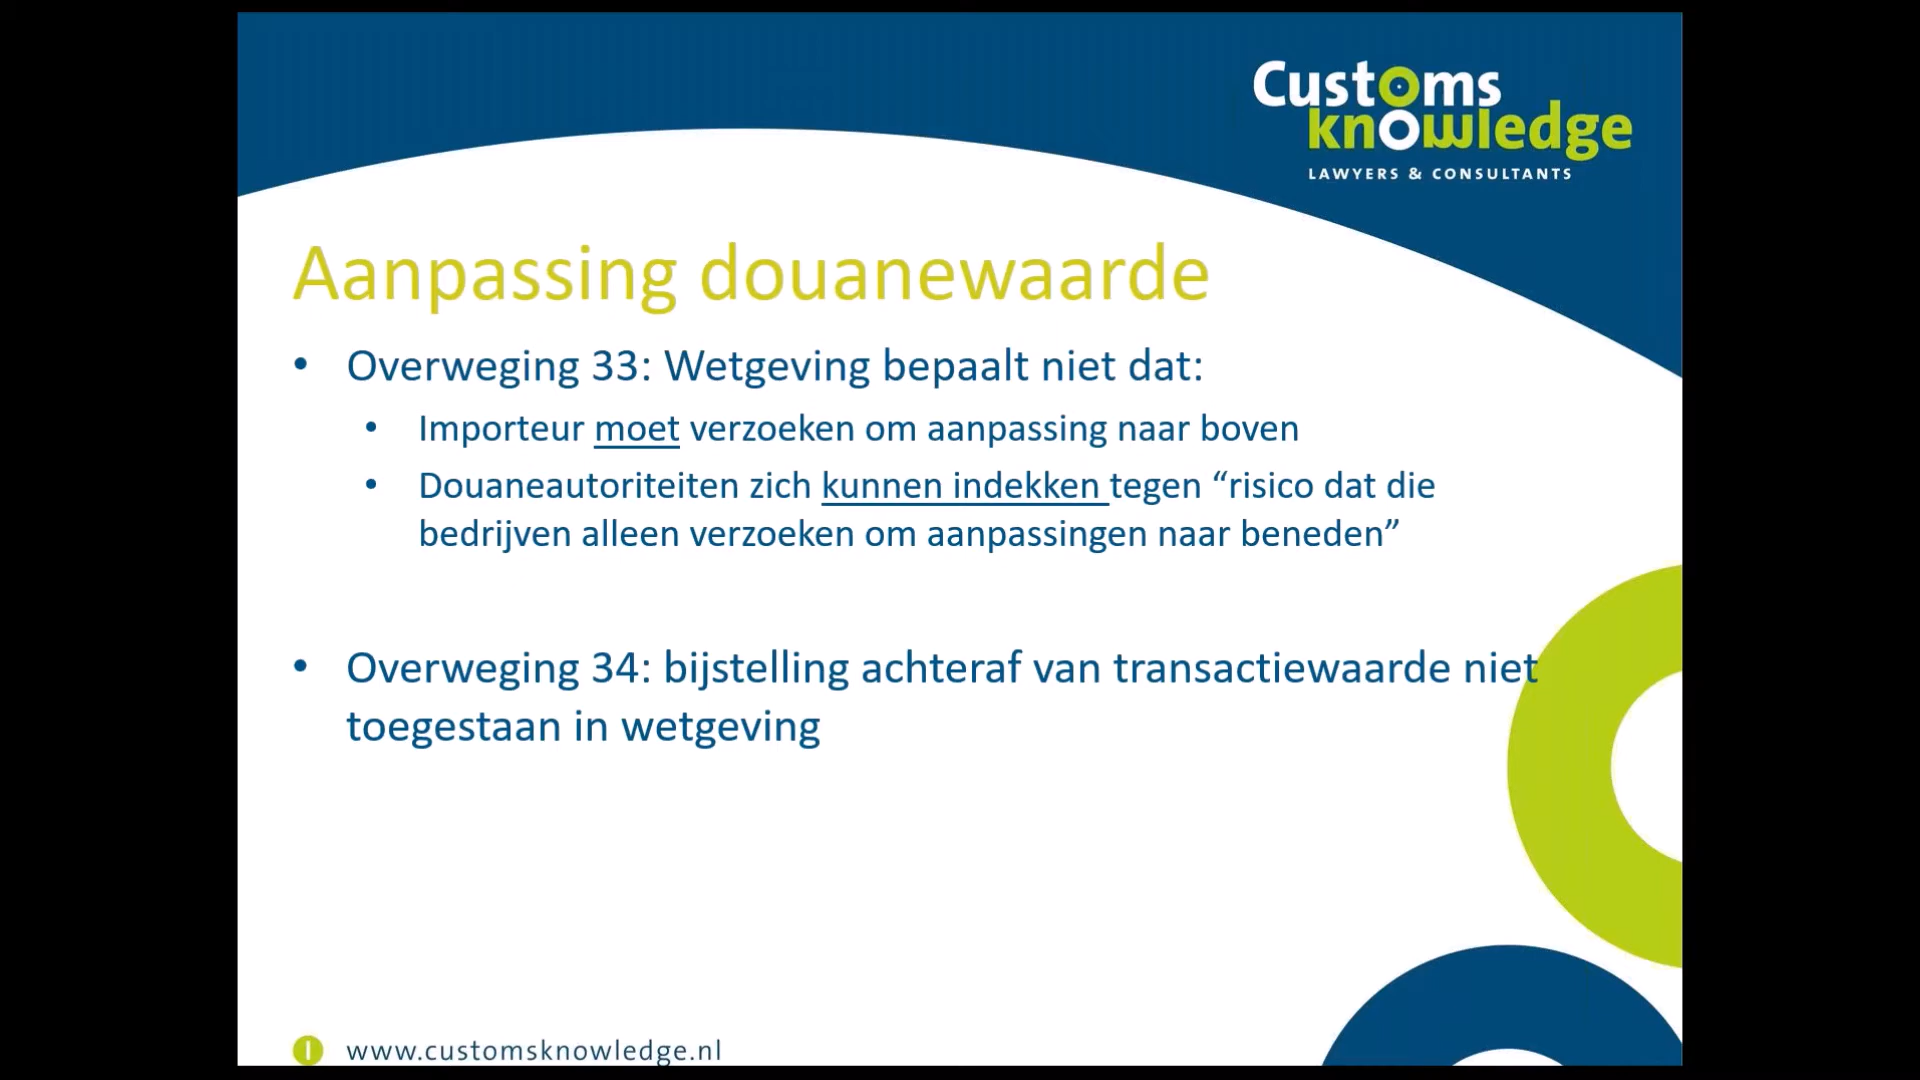 Customs
knowledge
LAWYERS & CONSULTANTS
Aanpassing douanewaarde
• Overweging 33: Wetgeving bepaalt niet dat:
• Importeur moet verzoeken om aanpassing naar boven
• Douaneautoriteiten zich kunnen indekken tegen “risico dat die
bedrijven alleen verzoeken om aanpassingen naar beneden”
• Overweging 34: bijstelling achteraf van transactiewaarde niet
toegestaan in wetgeving
www.customsknowledge.nl